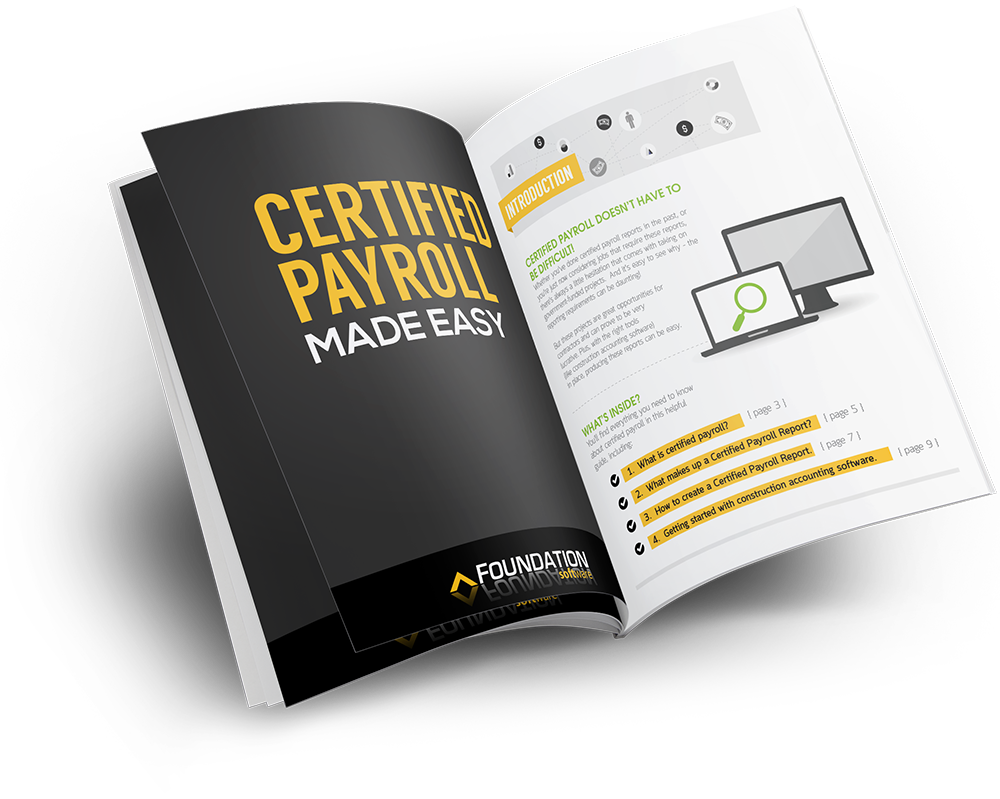 CERTIFIED
PAYROLL
MADE EASY
FOUNDATION
software
INTRODUCTION
CERTIFIED PAYROLL DOESN'T HAVE TO
BE DIFFICULT!
Whether you've done certified payroll reports in the past, or
you're just now considering jobs that require these reports,
there's always a little hesitation that comes with taking on
government-funded projects. And it's easy to see why - the
reporting requirements can be daunting!
But these projects are great opportunities for
contractors and can prove to be very
lucrative. Plus, with the right tools
(like construction accounting software)
in place, producing these reports can be easy.
WHAT'S INSIDE?
You'll find everything you need to know
about certified payroll in this helpful
guide, including:
1. What is certified payroll? | page 3 |
2. What makes up a Certified Payroll Report? | page 5 |
3. How to create a Certified Payroll Report. | page 7 |
4. Getting started with construction accounting software. | page 9 |